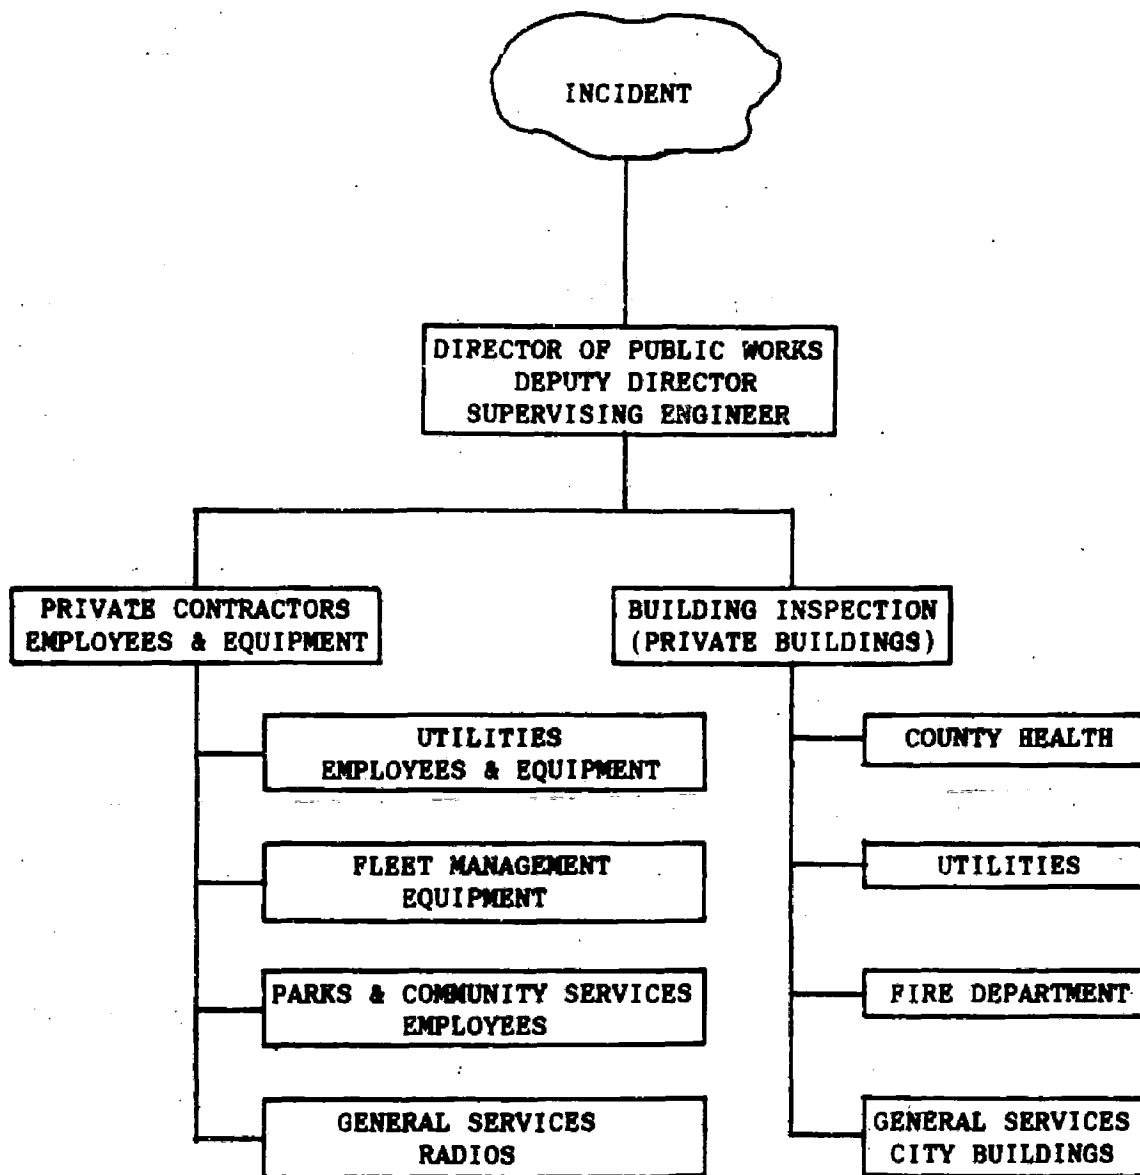 INCIDENT
DIRECTOR OF PUBLIC WORKS
DEPUTY DIRECTOR
SUPERVISING ENGINEER
PRIVATE CONTRACTORS
EMPLOYEES & EQUIPMENT
UTILITIES
EMPLOYEES & EQUIPMENT
FLEET MANAGEMENT
EQUIPMENT
PARKS & COMMUNITY SERVICES
EMPLOYEES
GENERAL SERVICES
RADIOS
BUILDING INSPECTION
(PRIVATE BUILDINGS)
COUNTY HEALTH
UTILITIES
FIRE DEPARTMENT
GENERAL SERVICES
CITY BUILDINGS